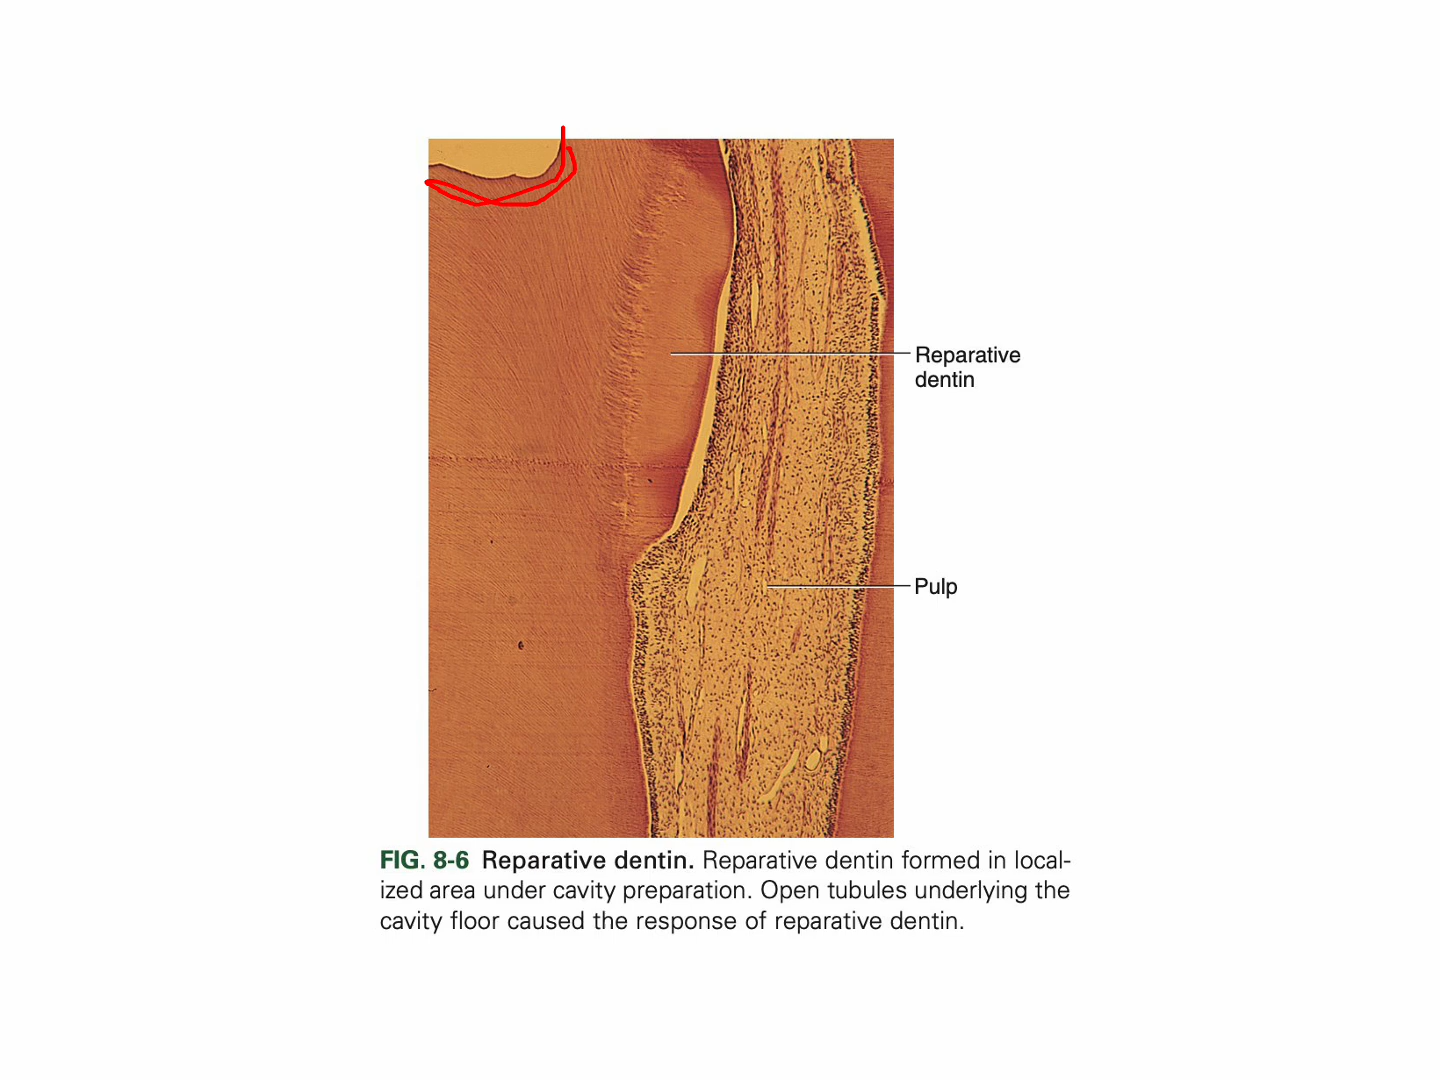 Reparative
dentin
Pulp
FIG. 8-6 Reparative dentin. Reparative dentin formed in local-
ized area under cavity preparation. Open tubules underlying the
cavity floor caused the response of reparative dentin.